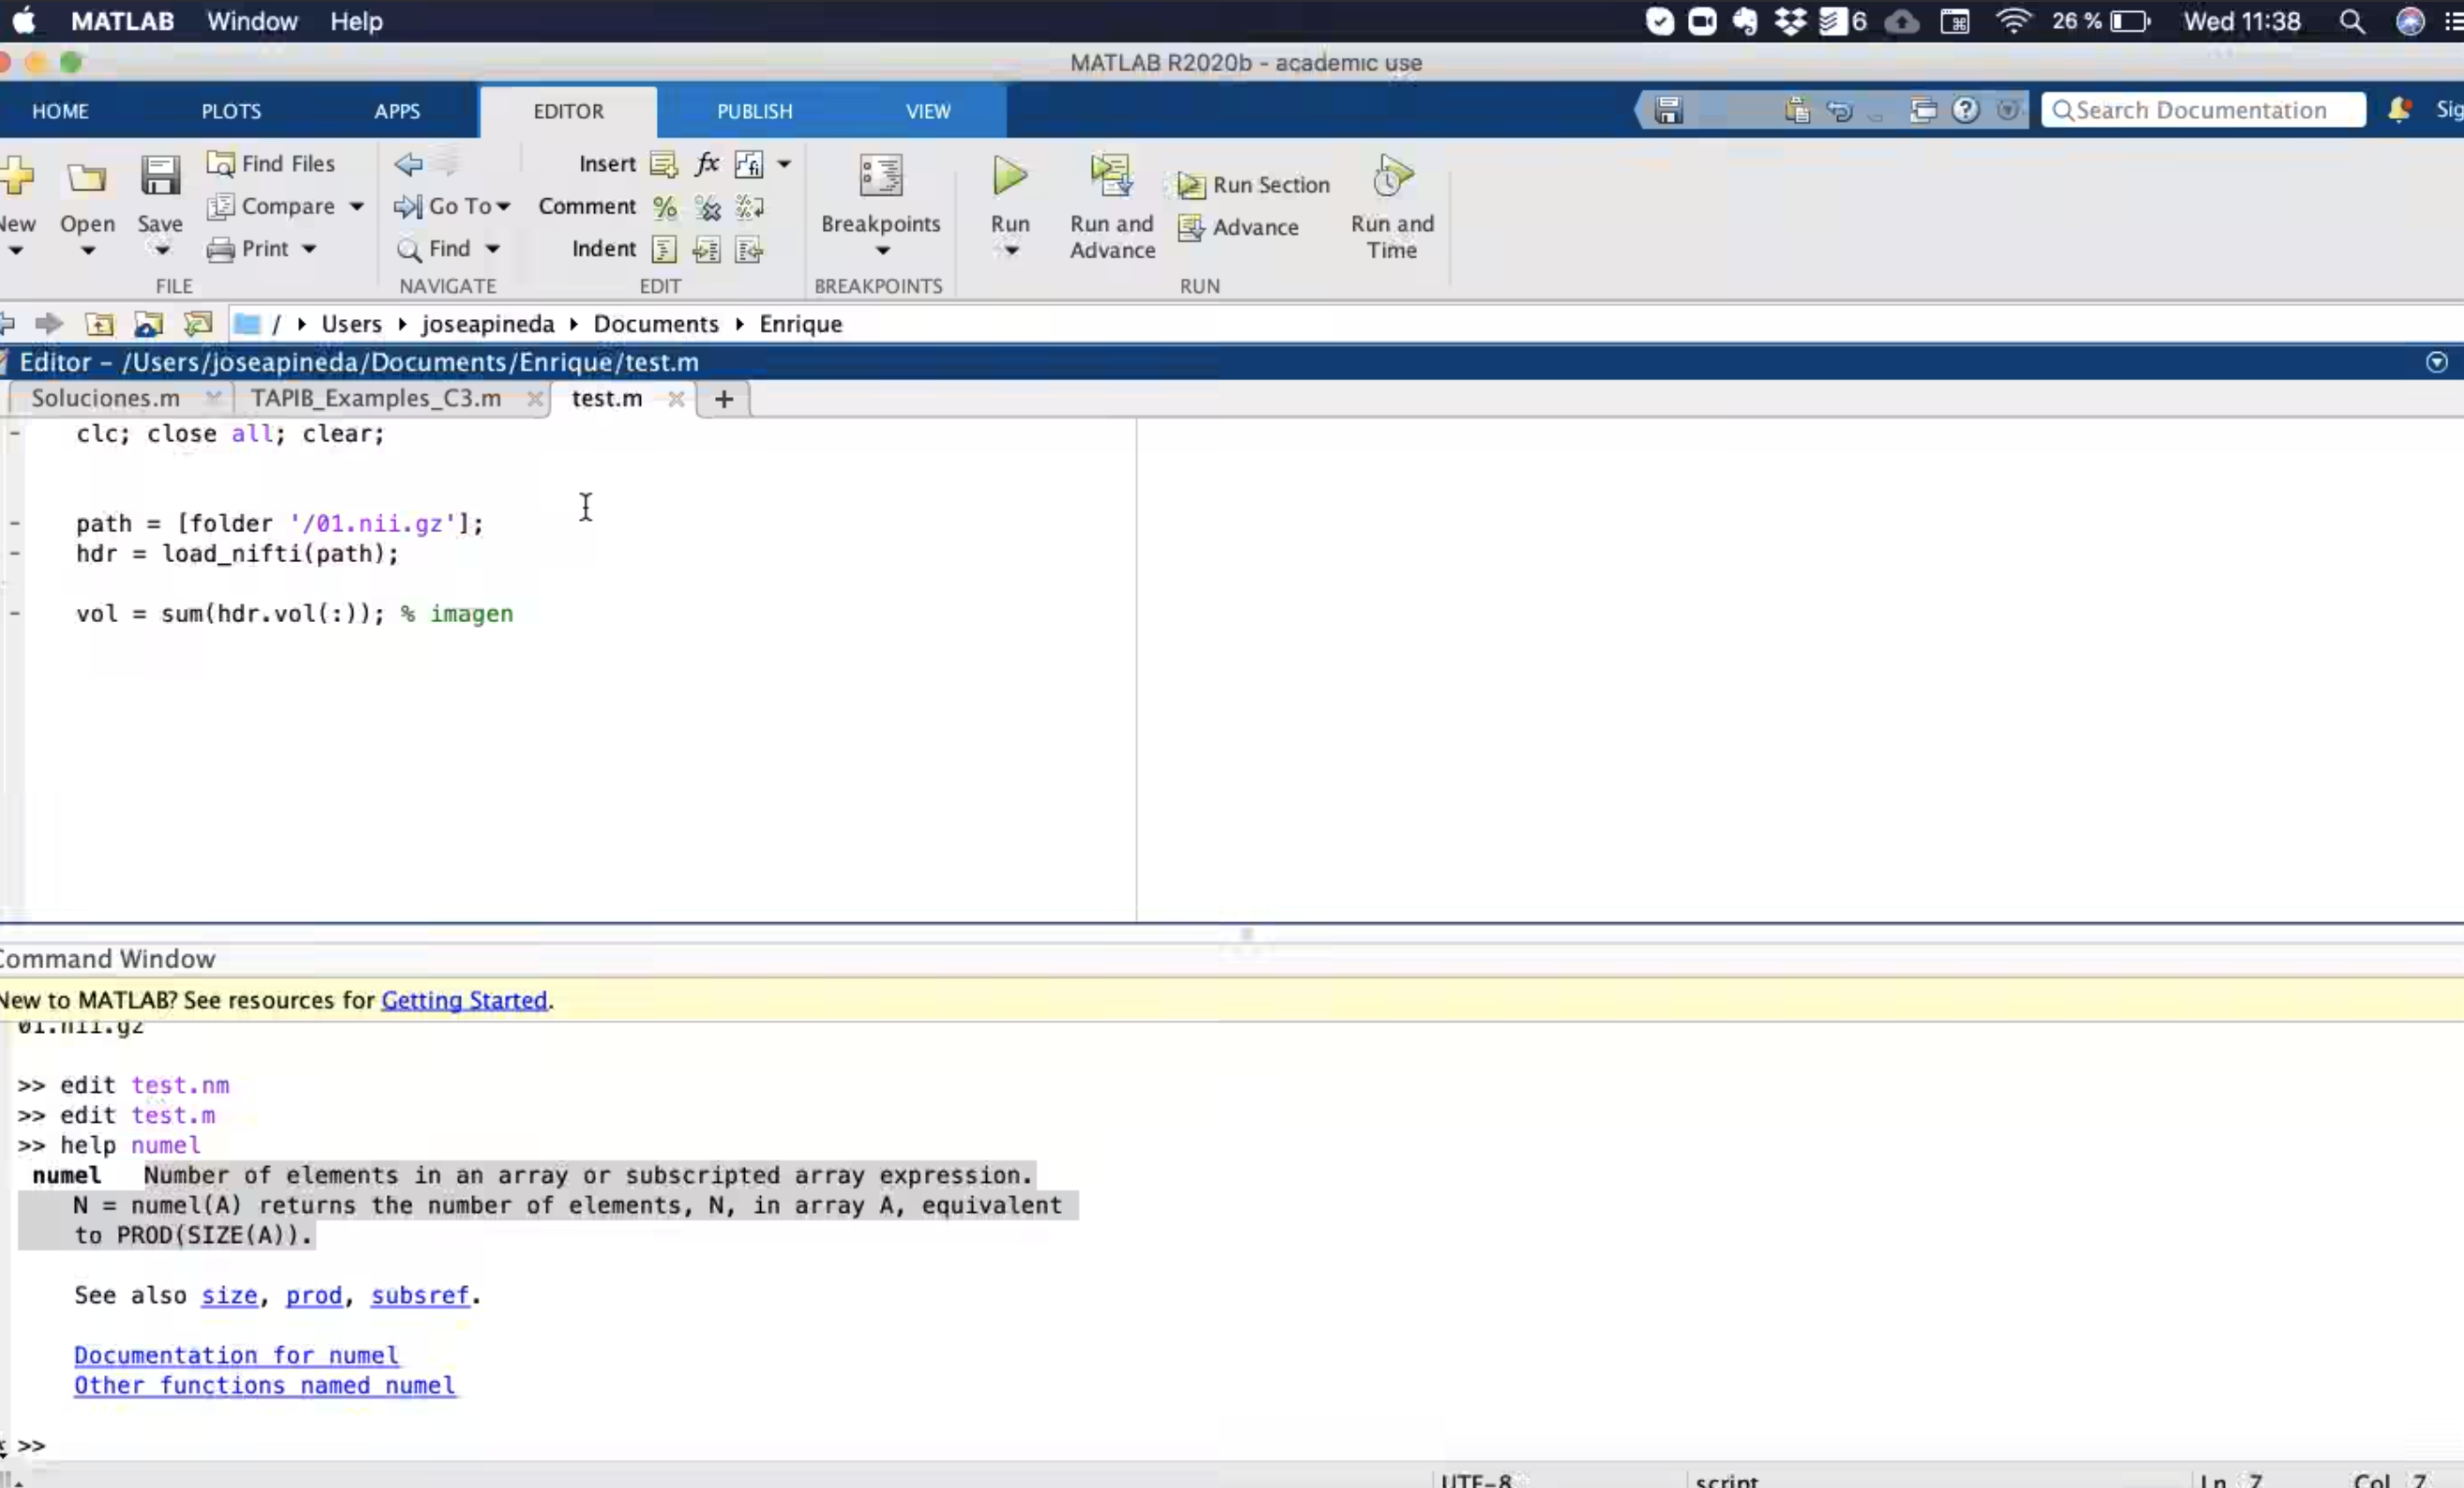 MATLAB Window Help 6 26 % Wed 11:38
MATLAB R2020b - academic use
HOME PLOTS APPS EDITOR PUBLISH VIEW Search Documentation
Find Files Insert fx
Compare Go To Comment % Run Section
New Open Save Breakpoints Run Run and Advance Advance Run and Time
Print Find Indent
FILE NAVIGATE EDIT BREAKPOINTS RUN
/ Users joseapineda Documents Enrique
Editor - /Users/joseapineda/Documents/Enrique/test.m
Soluciones.m TAPIB_Examples_C3.m test.m +
clc; close all; clear;
path = [folder '/01.nii.gz'];
hdr = load_nifti(path);
vol = sum(hdr.vol(:)); % imagen
Command Window
New to MATLAB? See resources for Getting Started.
01.nii.gz
>> edit test.nm
>> edit test.m
>> help numel
numel Number of elements in an array or subscripted array expression.
N = numel(A) returns the number of elements, N, in array A, equivalent
to PROD(SIZE(A)).
See also size, prod, subsref.
Documentation for numel
Other functions named numel
>>
UTF-8 script Ln 7 Col 7